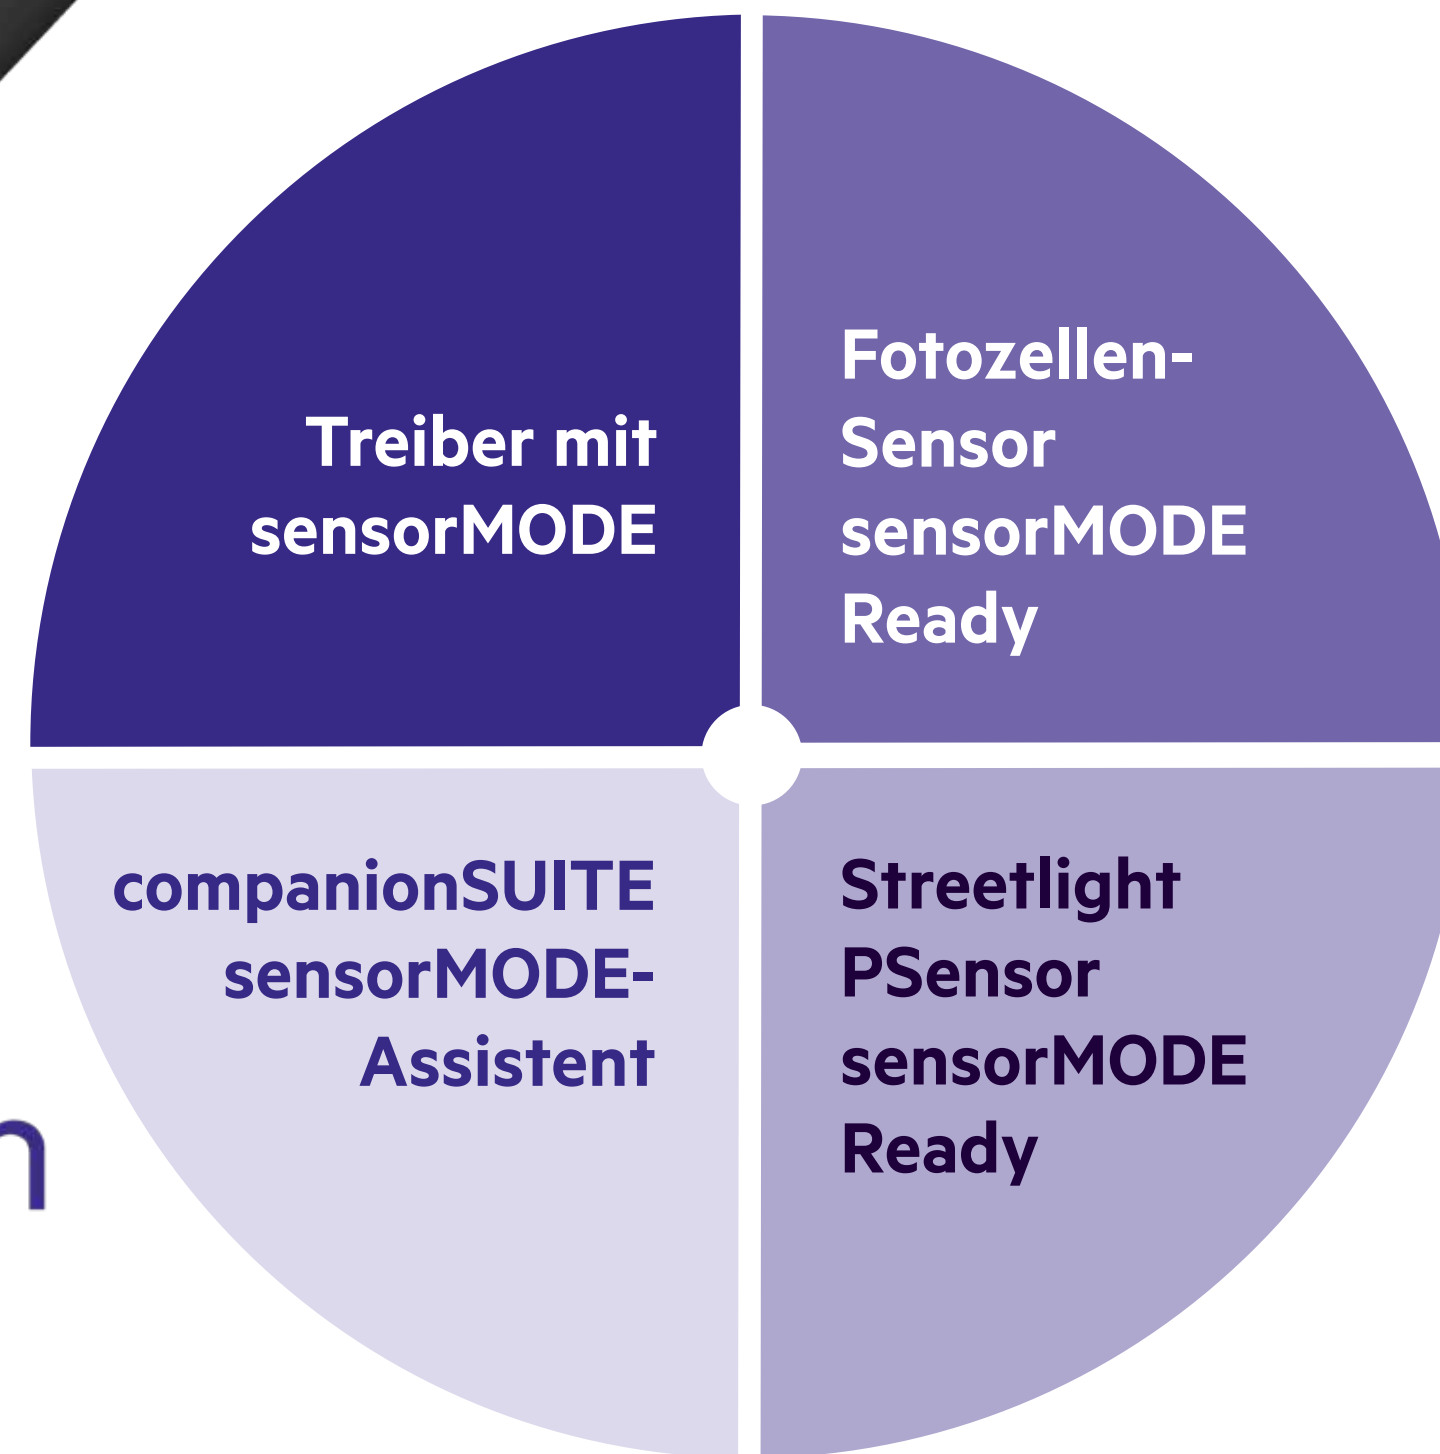 Treiber mit
sensorMODE
Fotozellen-
Sensor
sensorMODE
Ready
companionSUITE
sensorMODE-
Assistent
Streetlight
PSensor
sensorMODE
Ready